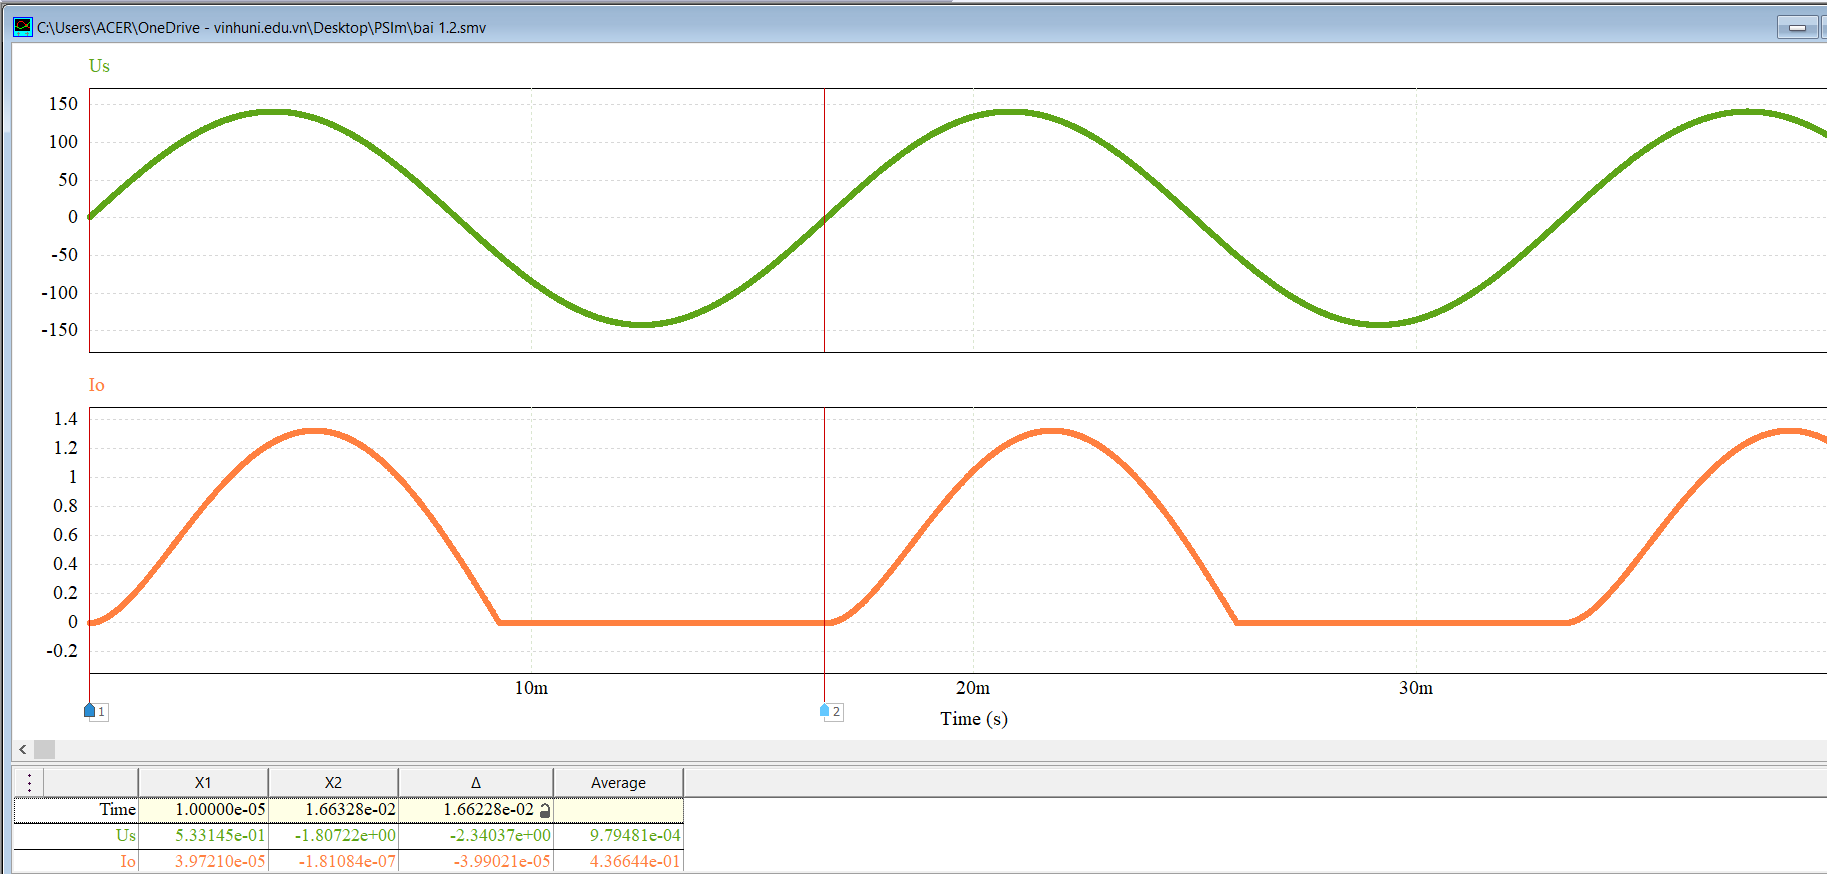 C:\Users\ACER\OneDrive - vinhuni.edu.vn\Desktop\PSIm\bai 1.2.smv
Us
150
100
50
0
-50
-100
-150
Io
1.4
1.2
1
0.8
0.6
0.4
0.2
0
-0.2
10m 20m 30m
1 2
Time (s)
X1 X2 Δ Average
Time 1.00000e-05 1.66328e-02 1.66228e-02
Us 5.33145e-01 -1.80722e+00 -2.34037e+00 9.79481e-04
Io 3.97210e-05 -1.81084e-07 -3.99021e-05 4.36644e-01